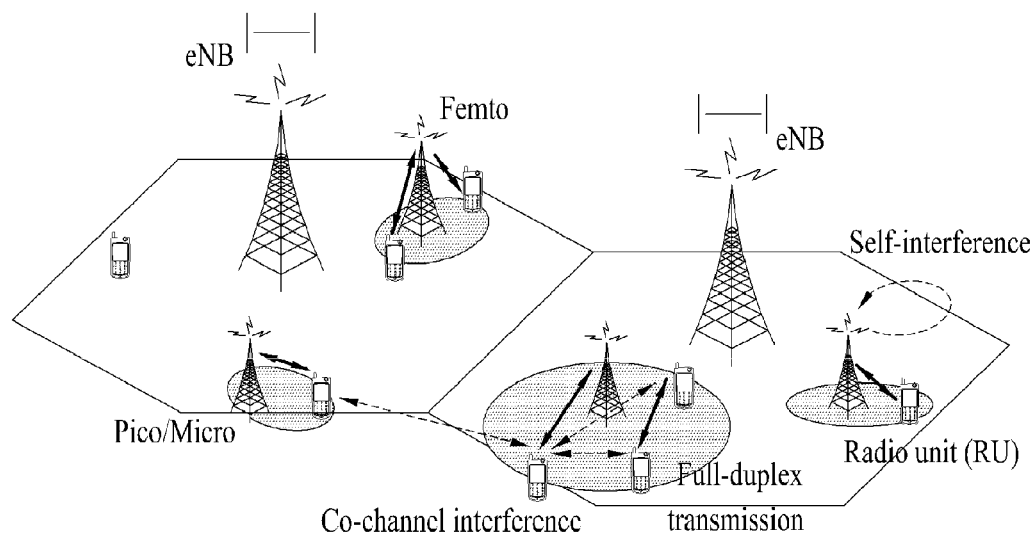 eNB
Femto
eNB
Self-interference
Pico/Micro
Radio unit (RU)
Full-duplex
transmission
Co-channel interference